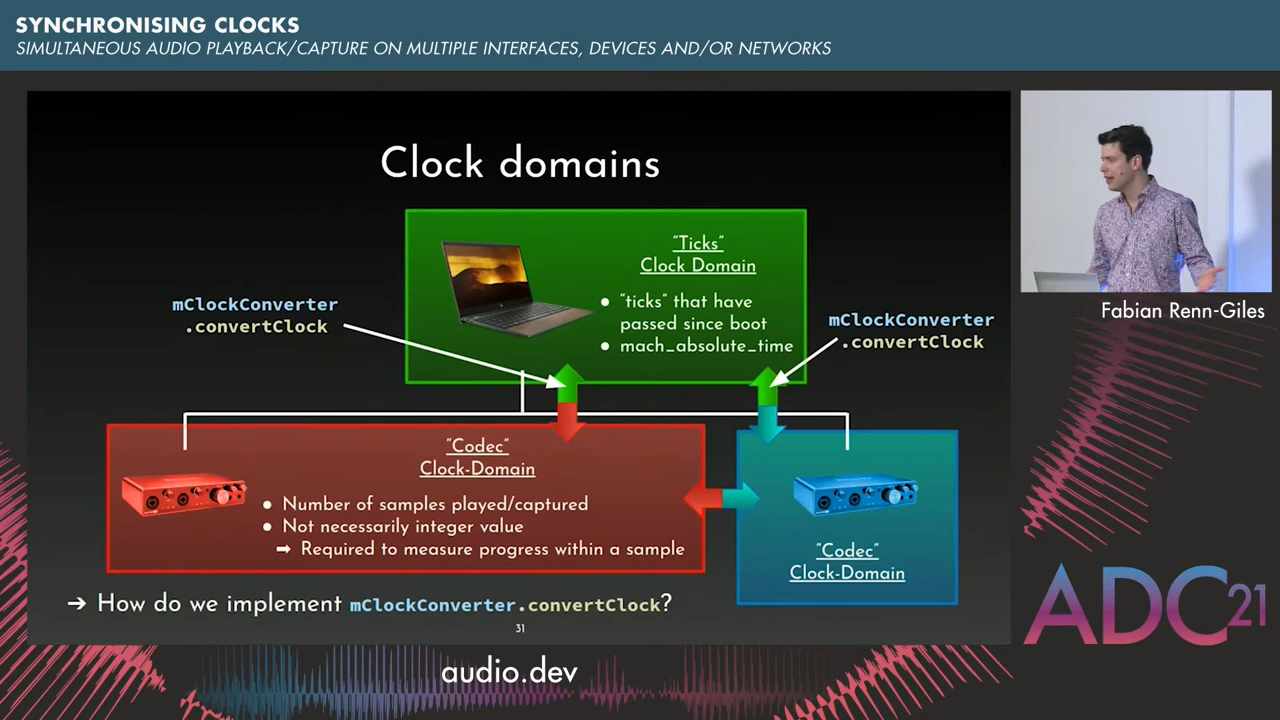 SYNCHRONISING CLOCKS
SIMULTANEOUS AUDIO PLAYBACK/CAPTURE ON MULTIPLE INTERFACES, DEVICES AND/OR NETWORKS
Clock domains
"Ticks"
Clock Domain
● "ticks" that have
passed since boot
● mach_absolute_time
mClockConverter
.convertClock
mClockConverter
.convertClock
"Codec"
Clock-Domain
● Number of samples played/captured
● Not necessarily integer value
➡ Required to measure progress within a sample
"Codec"
Clock-Domain
➔ How do we implement mClockConverter.convertClock?
31
Fabian Renn-Giles
ADC21
audio.dev